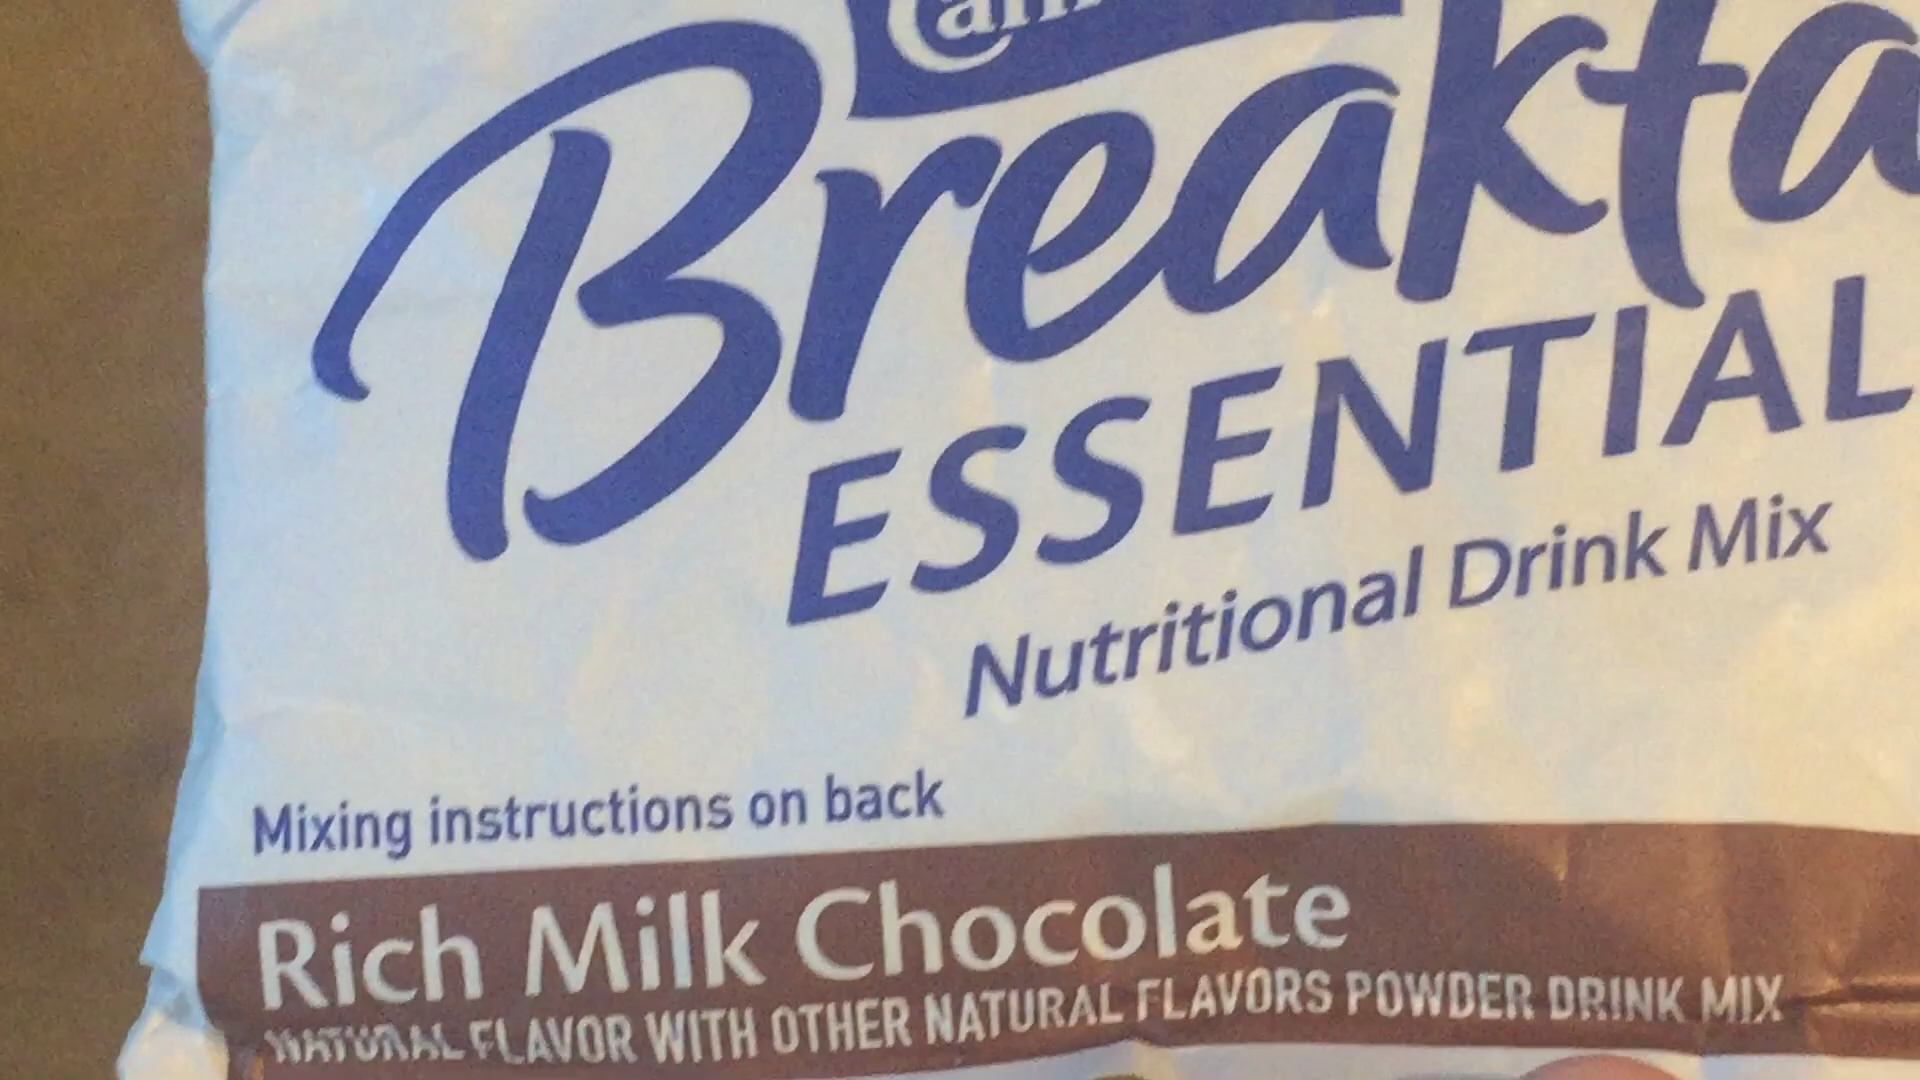 Breakfa
ESSENTIAL
Nutritional Drink Mix
Mixing instructions on back
Rich Milk Chocolate
NATURAL FLAVOR WITH OTHER NATURAL FLAVORS POWDER DRINK MIX